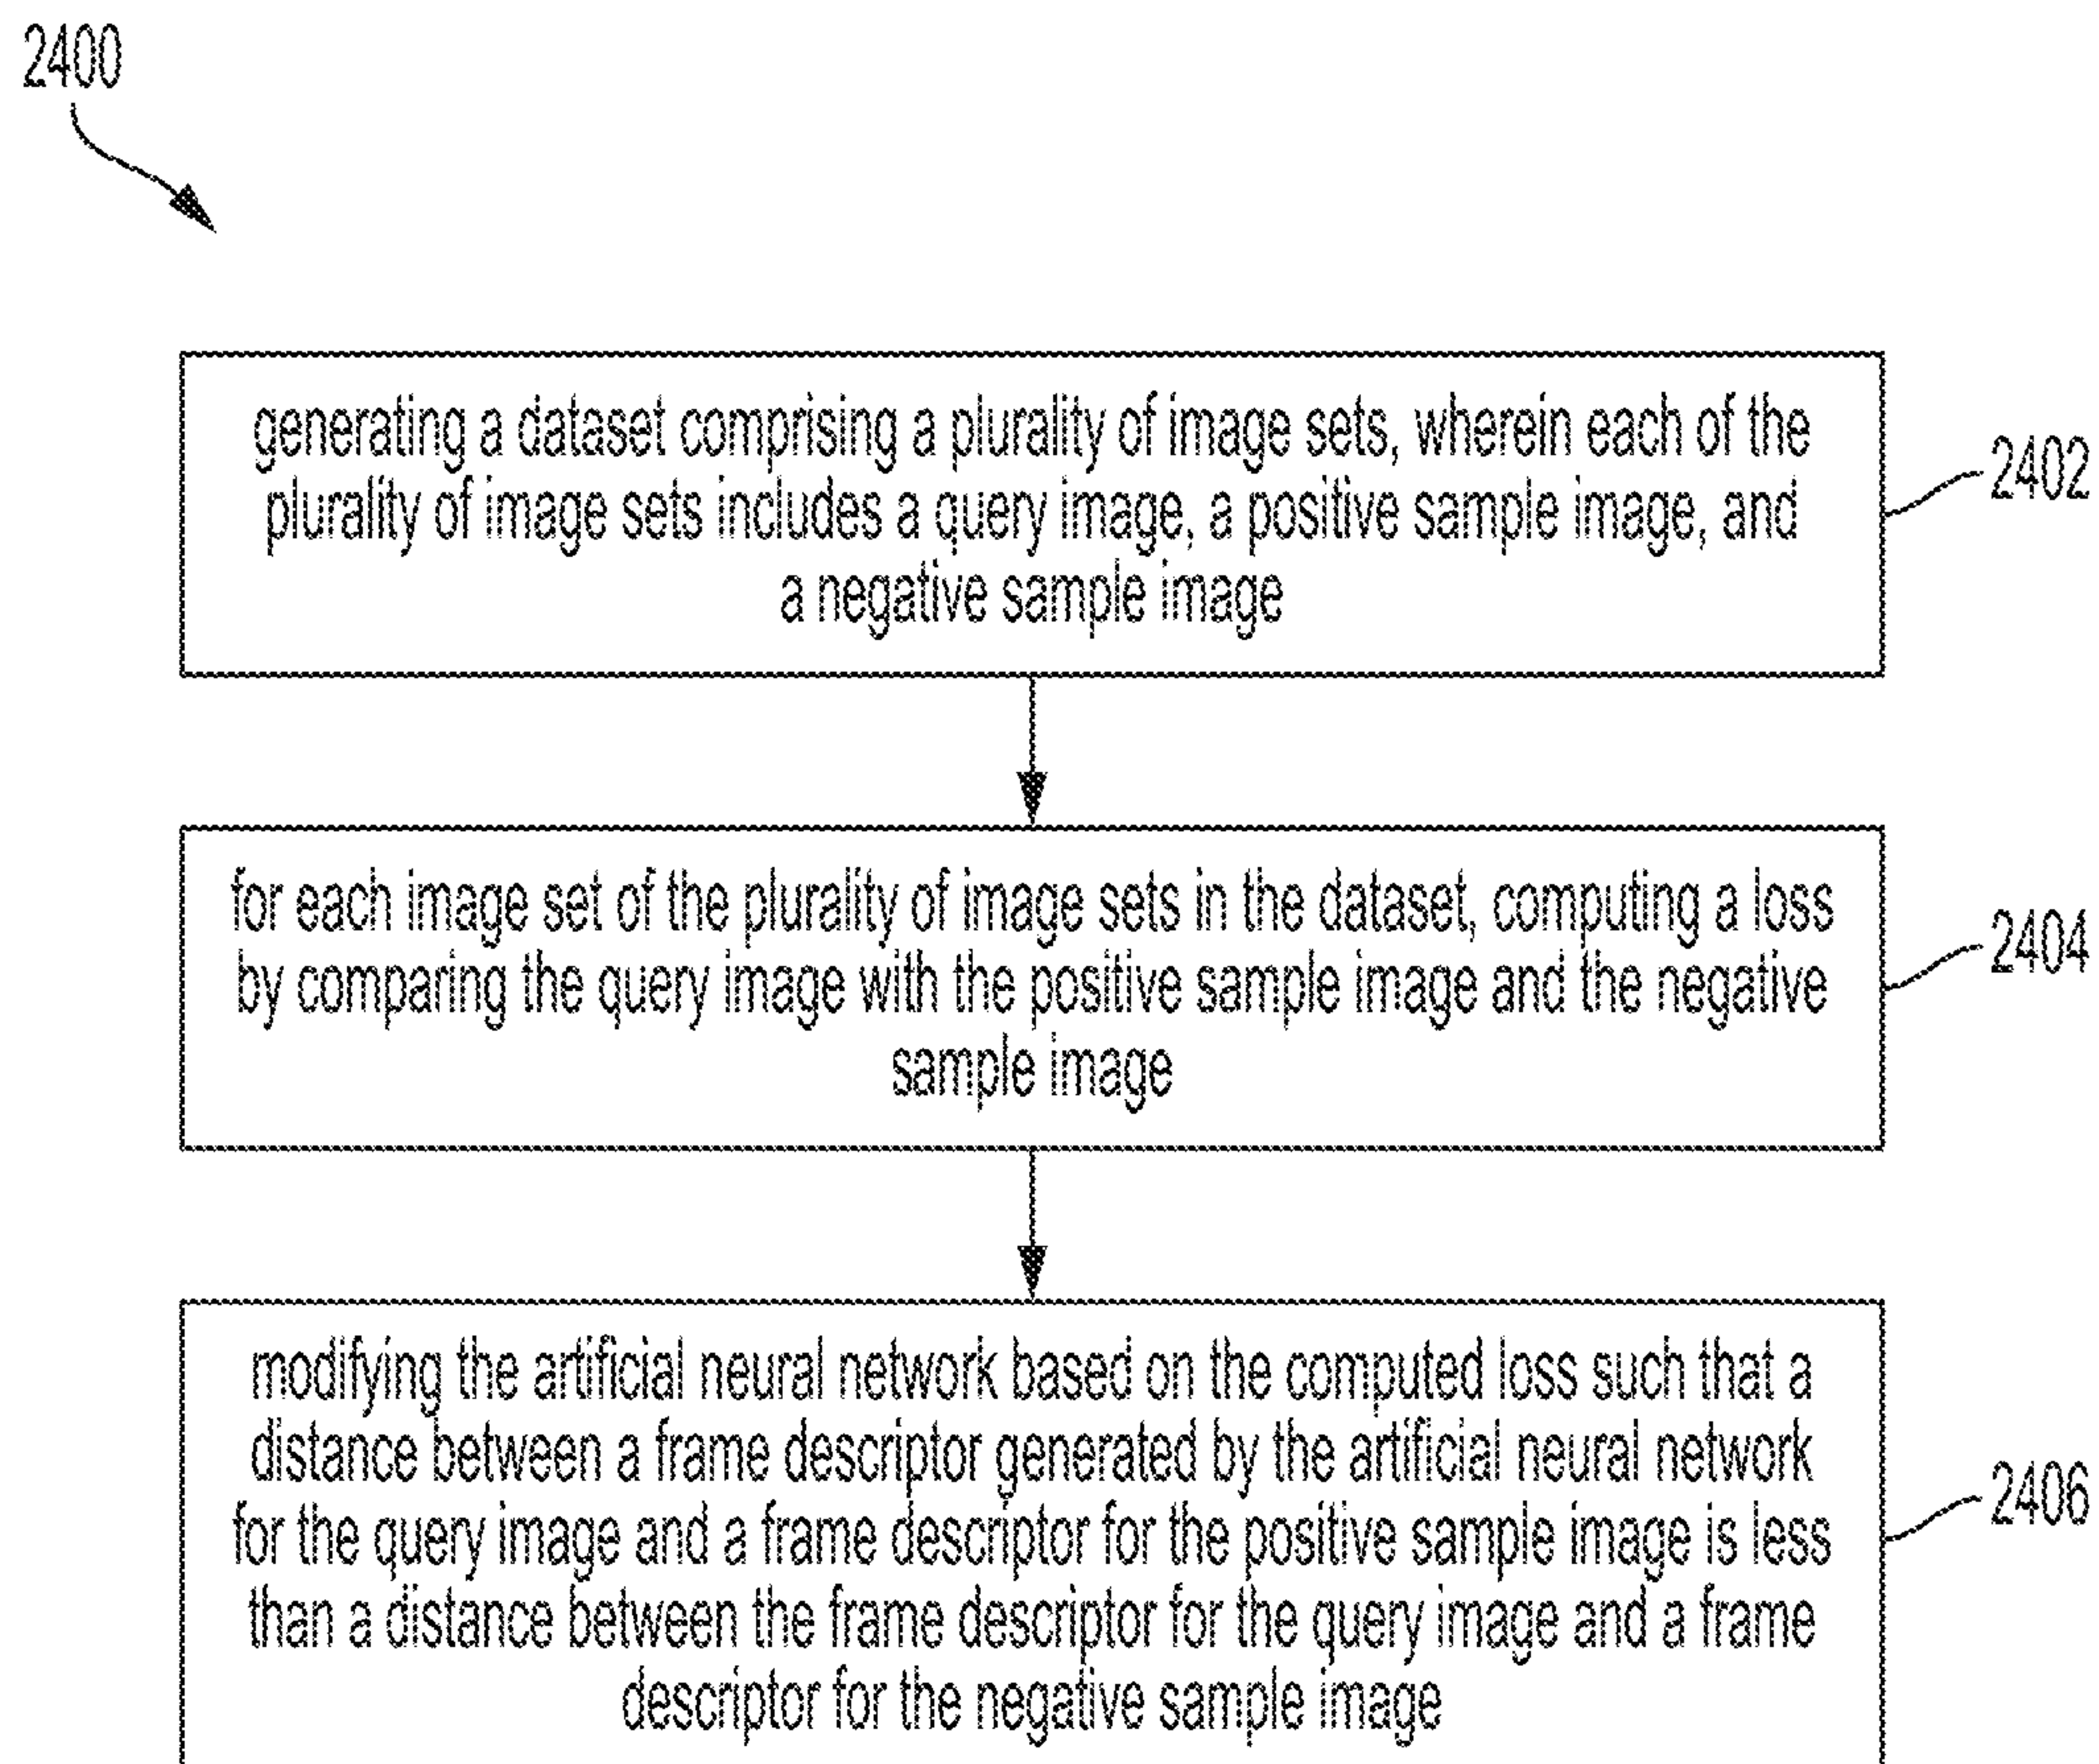 2400
generating a dataset comprising a plurality of image sets, wherein each of the
plurality of image sets includes a query image, a positive sample image, and
a negative sample image
2402
for each image set of the plurality of image sets in the dataset, computing a loss
by comparing the query image with the positive sample image and the negative
sample image
2404
modifying the artificial neural network based on the computed loss such that a
distance between a frame descriptor generated by the artificial neural network
for the query image and a frame descriptor for the positive sample image is less
than a distance between the frame descriptor for the query image and a frame
descriptor for the negative sample image
2406